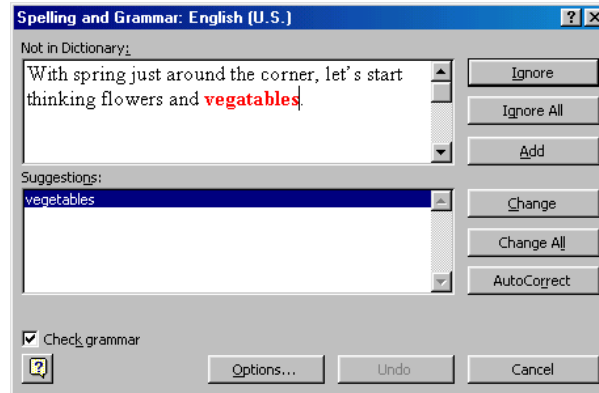 Spelling and Grammar: English (U.S.)
Not in Dictionary:
With spring just around the corner, let's start
thinking flowers and vegatables.
Ignore
Ignore All
Add
Suggestions:
vegetables
Change
Change All
AutoCorrect
Check grammar
Options...
Undo
Cancel